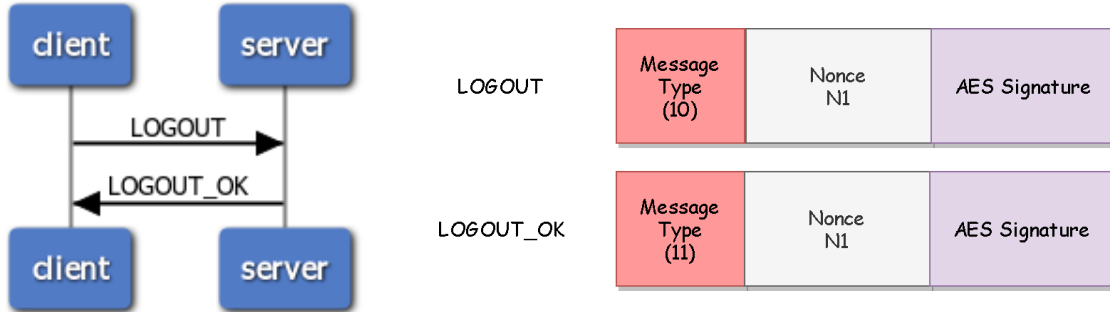 client
server
LOGOUT
LOGOUT_OK
client
server
LOGOUT
Message
Type
(10)
Nonce
N1
AES Signature
LOGOUT_OK
Message
Type
(11)
Nonce
N1
AES Signature